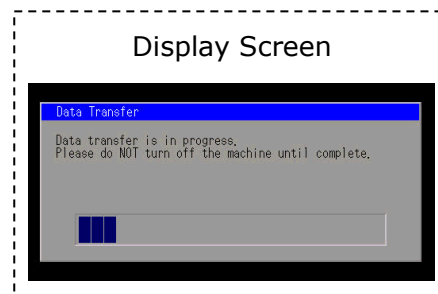 Display Screen
Data Transfer
Data transfer is in progress.
Please do NOT turn off the machine until complete.